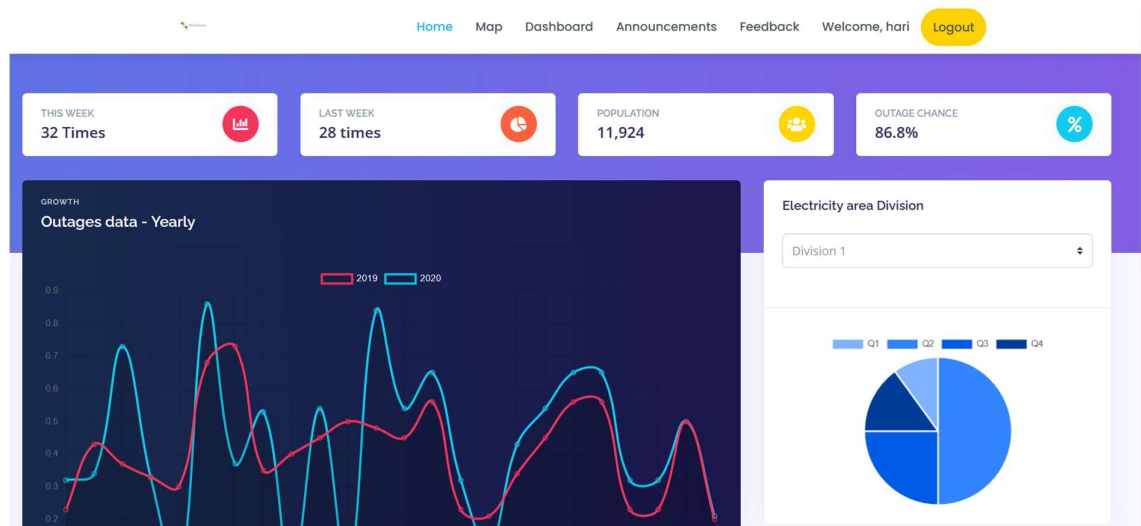 Home Map Dashboard Announcements Feedback Welcome, hari Logout
THIS WEEK
32 Times
LAST WEEK
28 times
POPULATION
11,924
OUTAGE CHANCE
86.8%
%
GROWTH
Outages data - Yearly
2019 2020
0.9
0.8
0.7
0.6
0.5
0.4
0.3
0.2
Electricity area Division
Division 1
Q1 Q2 Q3 Q4